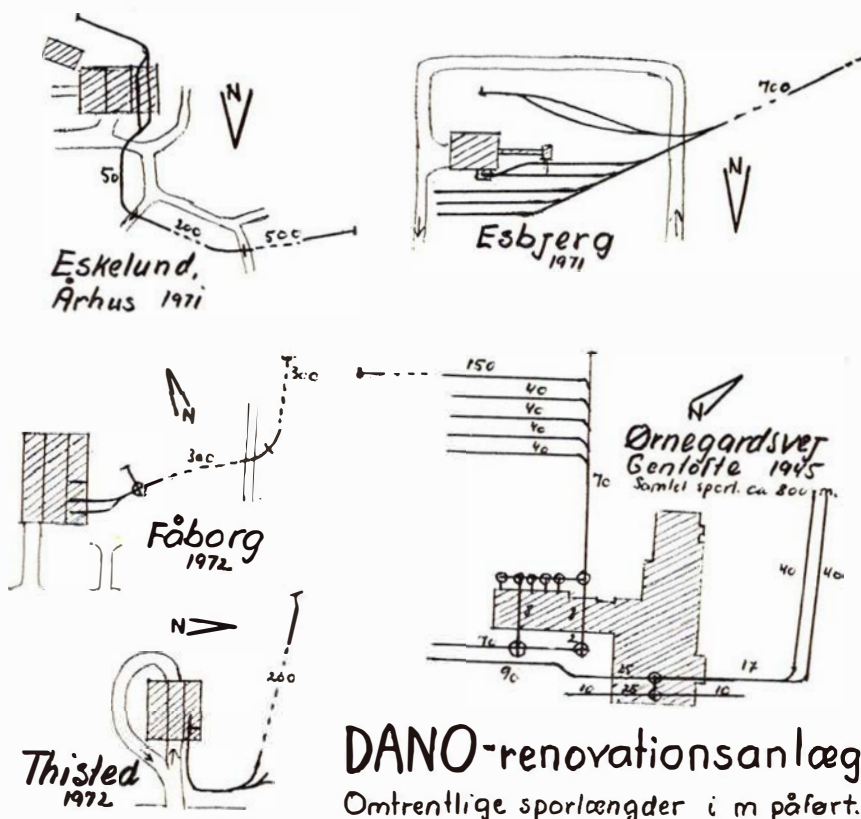 N
50
200
500
Eskelund,
Århus 1971
700
N
Esbjerg
1971
N
300
300
Fåborg
1972
150
40
40
40
40
70
N
Ørnegardsvej
Gentofte 1945
Samlet sporl. ca 800 m.
40
40
70
2
90
25
17
10
25
10
N
200
Thisted
1972
DANO-renovationsanlæg
Omtrentlige sporlængder i m påført.